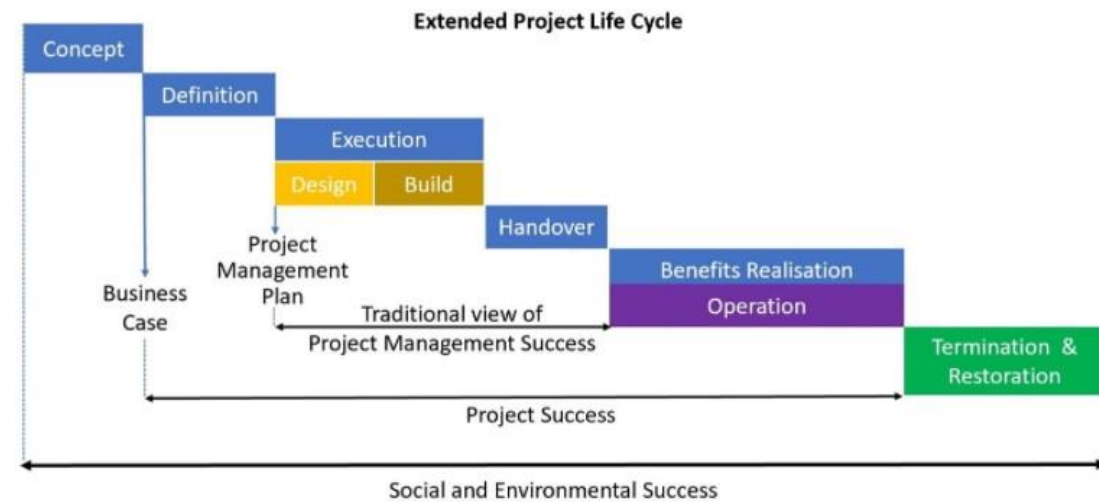 Extended Project Life Cycle
Concept
Definition
Execution
Design
Build
Handover
Project
Management
Plan
Benefits Realisation
Operation
Business
Case
Traditional view of
Project Management Success
Termination &
Restoration
Project Success
Social and Environmental Success